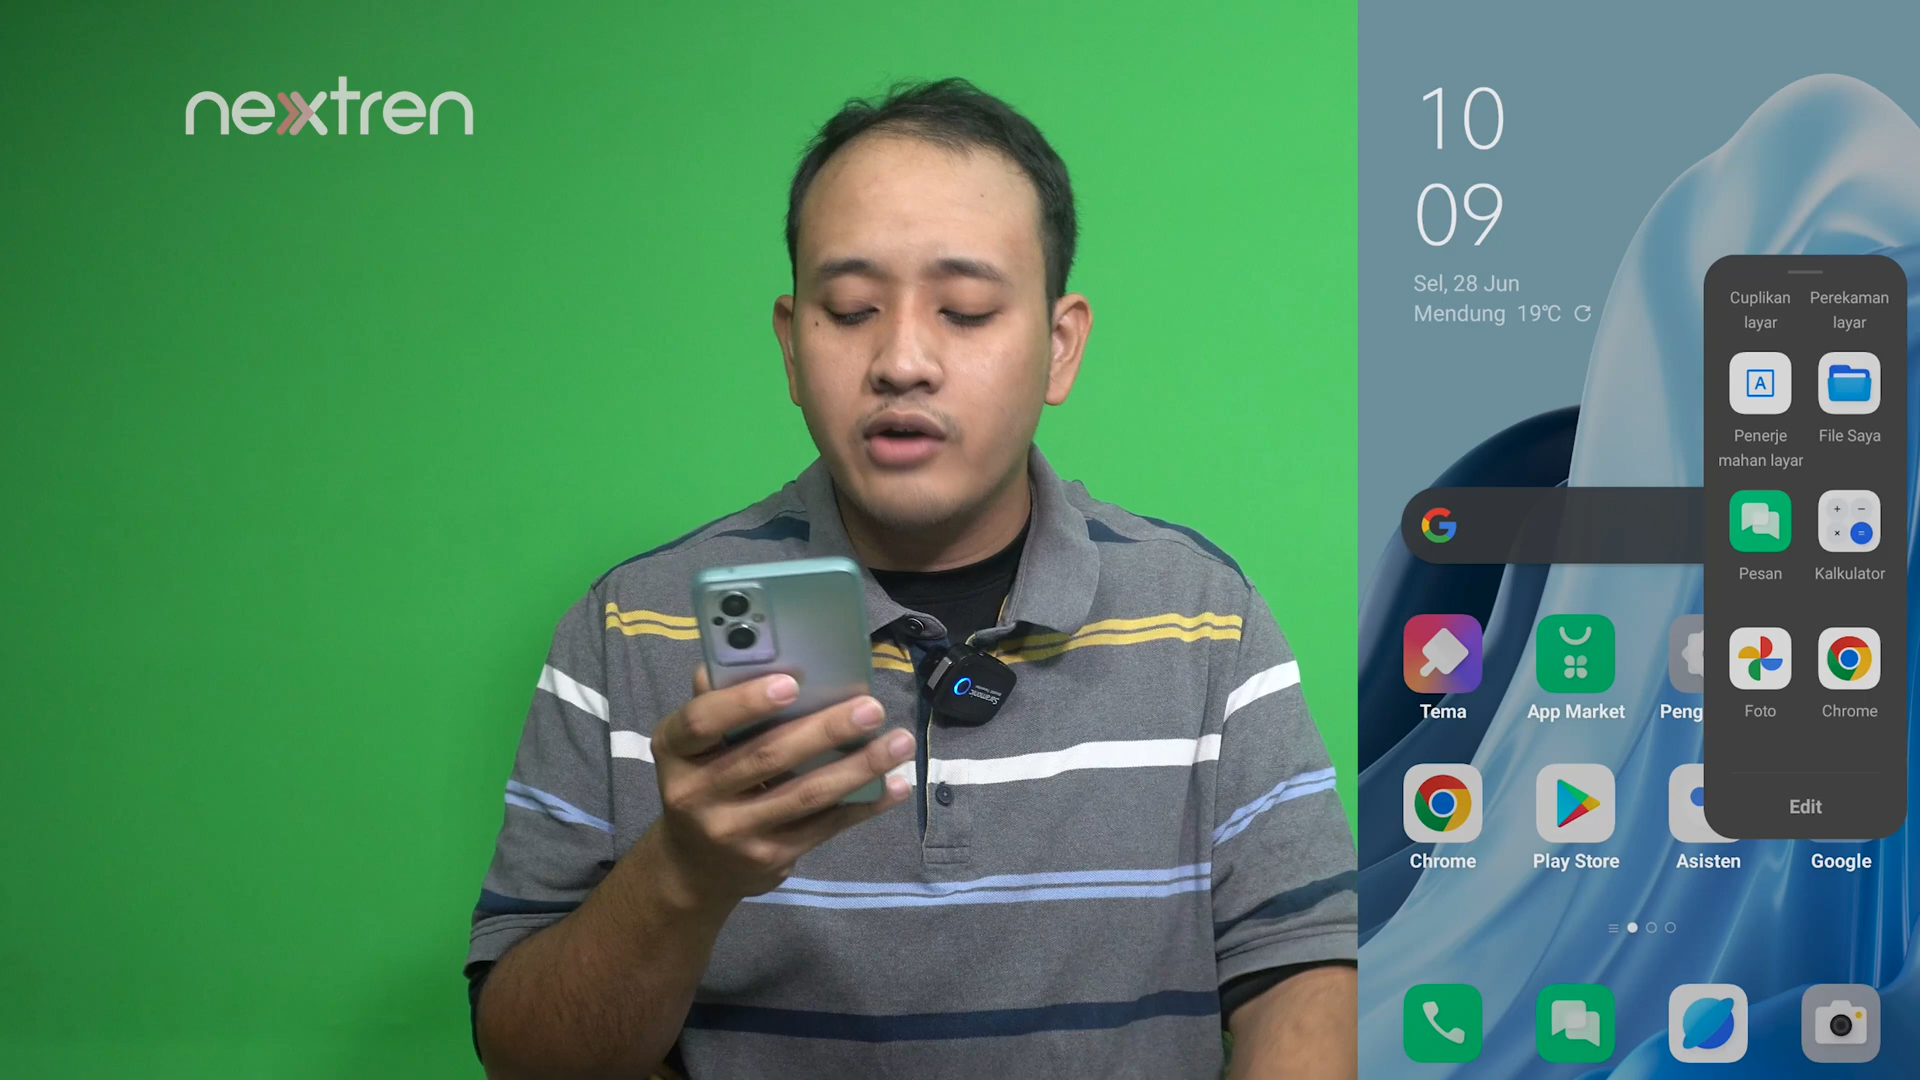 nextren
10
09
Sel, 28 Jun
Mendung 19°C
Cuplikan layar
Perekaman layar
A
Penerje
mahan layar
File Saya
Pesan
Kalkulator
Foto
Chrome
Edit
Tema
App Market
Peng
Chrome
Play Store
Asisten
Google
Saramonic